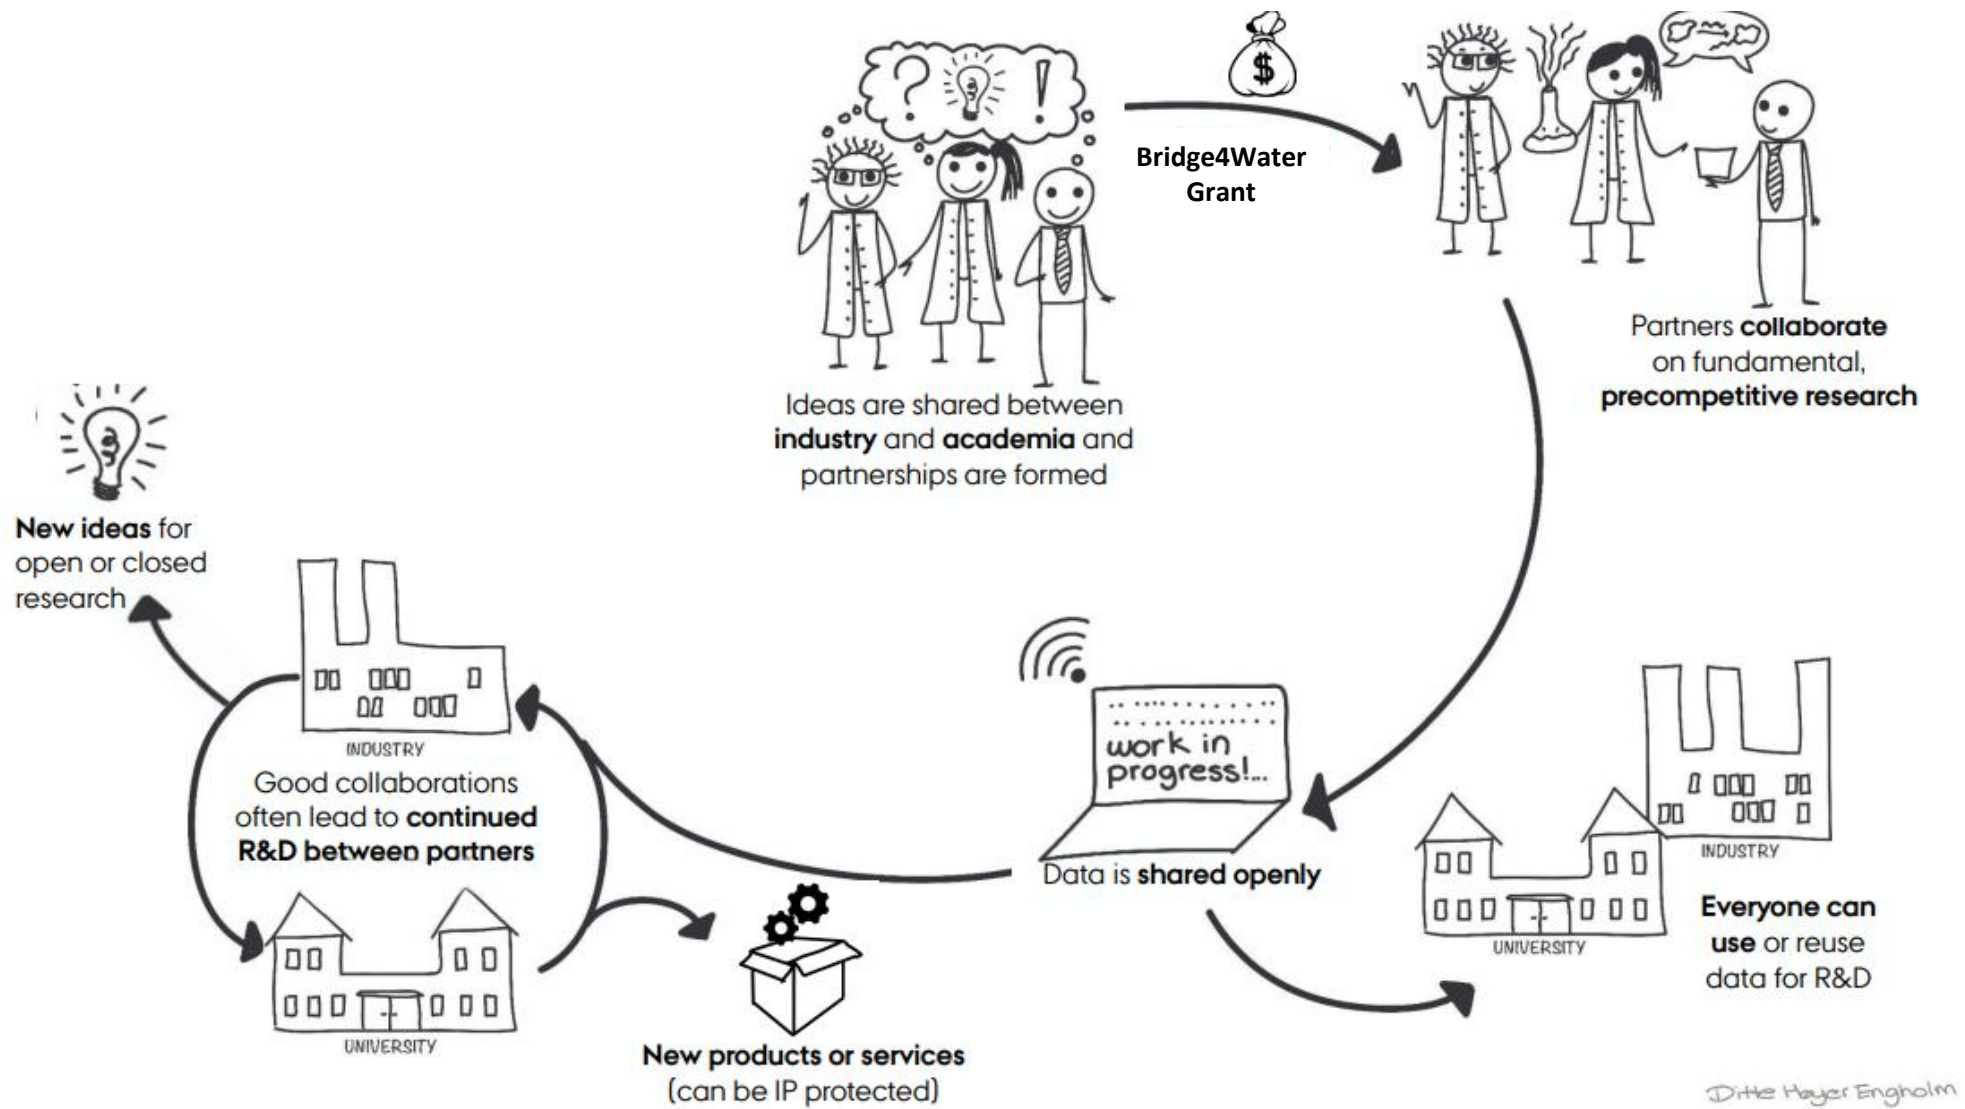 $
Bridge4Water
Grant
Ideas are shared between
industry and academia and
partnerships are formed
Partners collaborate
on fundamental,
precompetitive research
work in
progress!...
Data is shared openly
INDUSTRY
UNIVERSITY
Everyone can
use or reuse
data for R&D
New ideas for
open or closed
research
INDUSTRY
Good collaborations
often lead to continued
R&D between partners
UNIVERSITY
New products or services
(can be IP protected)
Ditte Høyer Engholm